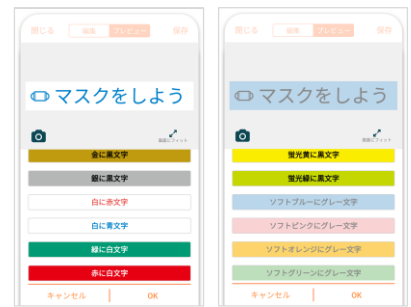 閉じる 編集 プレビュー 保存
マスクをしよう
画面にフィット
金に黒文字
銀に黒文字
白に赤文字
白に青文字
緑に白文字
赤に白文字
キャンセル OK
閉じる 編集 プレビュー 保存
マスクをしよう
画面にフィット
蛍光黄に黒文字
蛍光緑に黒文字
ソフトブルーにグレー文字
ソフトピンクにグレー文字
ソフトオレンジにグレー文字
ソフトグリーンにグレー文字
キャンセル OK